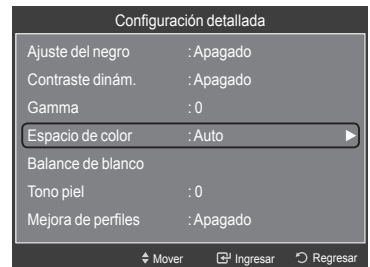 Configuración detallada
Ajuste del negro : Apagado
Contraste dinám. : Apagado
Gamma : 0
Espacio de color : Auto
Balance de blanco
Tono piel : 0
Mejora de perfiles : Apagado
Mover Ingresar Regresar